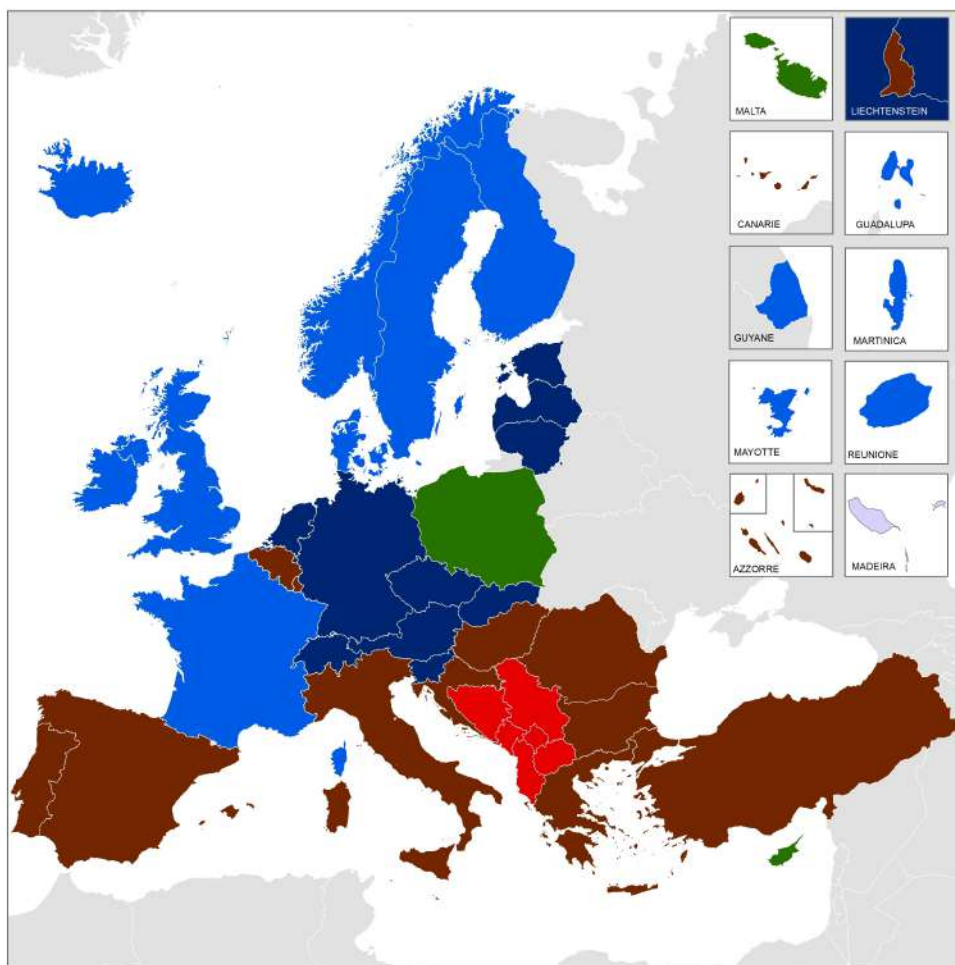 MALTA
LIECHTENSTEIN
CANARIE
GUADALUPA
GUYANE
MARTINICA
MAYOTTE
REUNIONE
AZZORRE
MADEIRA